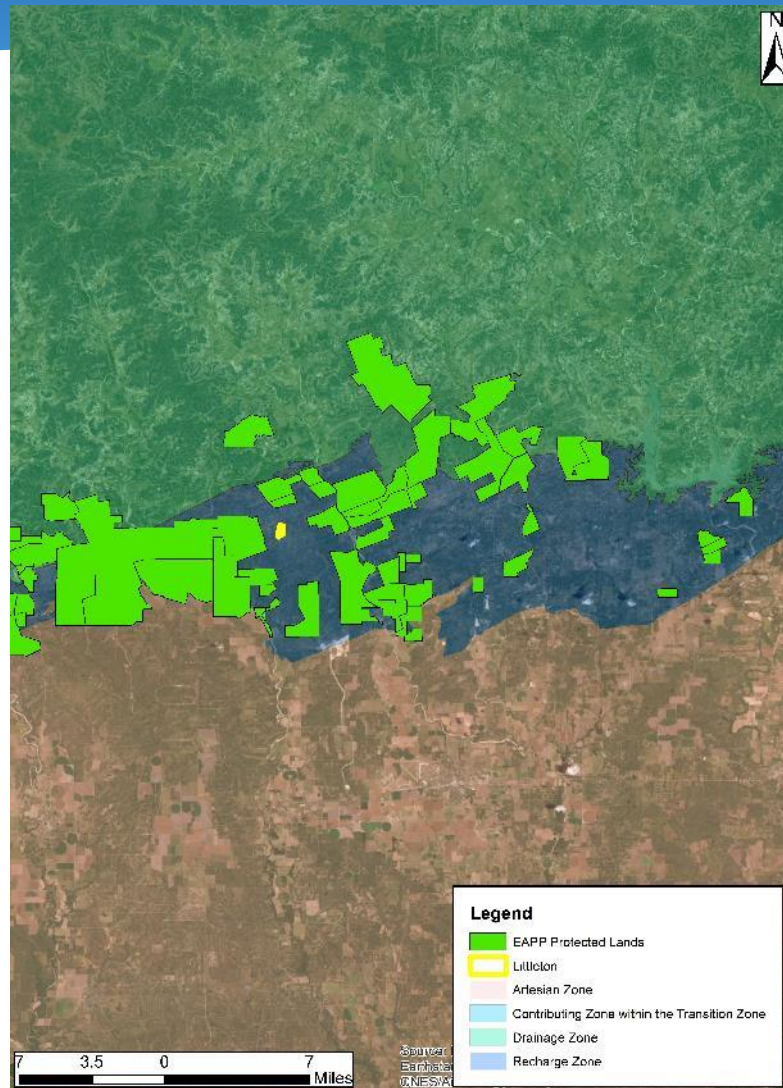 N
Legend
EAPP Protected Lands
Littleton
Artesian Zone
Contributing Zone within the Transition Zone
Drainage Zone
Recharge Zone
7 3.5 0 7
Miles